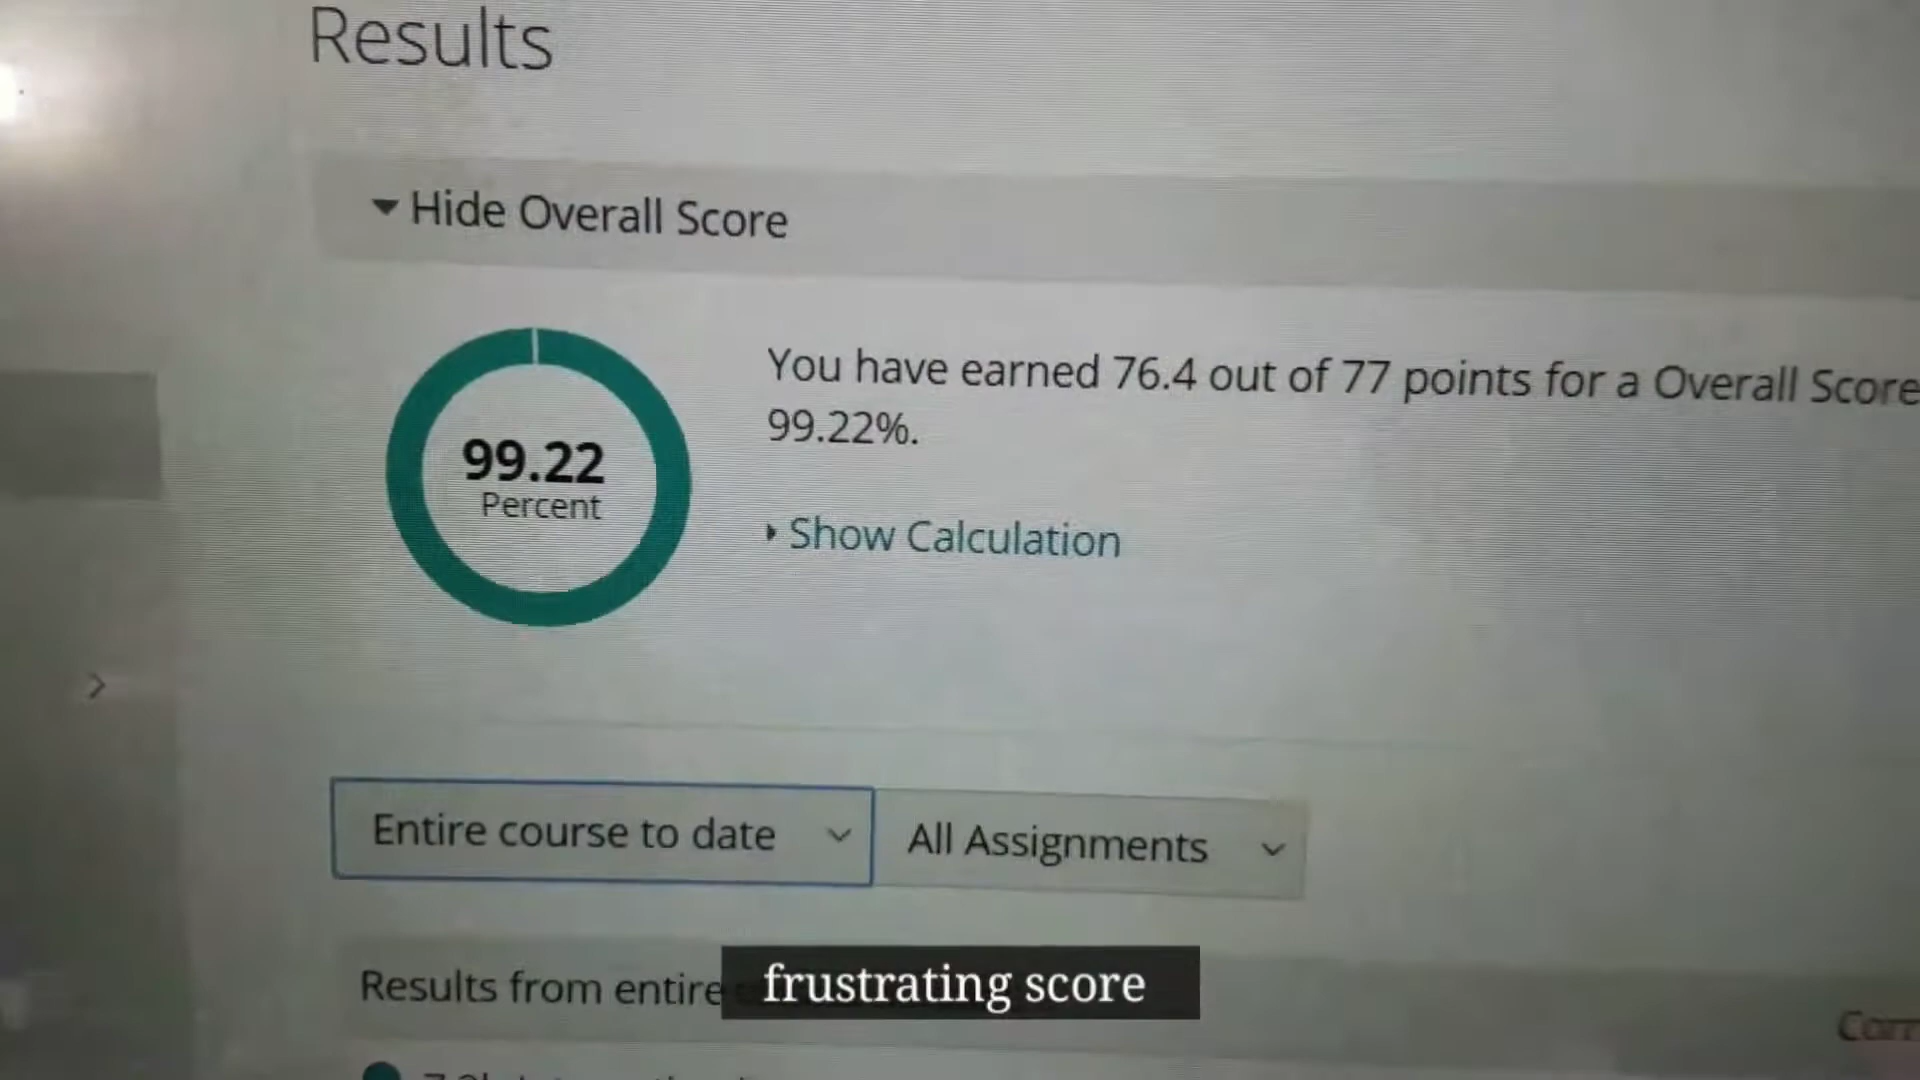 Results
Hide Overall Score
You have earned 76.4 out of 77 points for a Overall Score
99.22%.
99.22
Percent
Show Calculation
Entire course to date
All Assignments
Results from entire
frustrating score